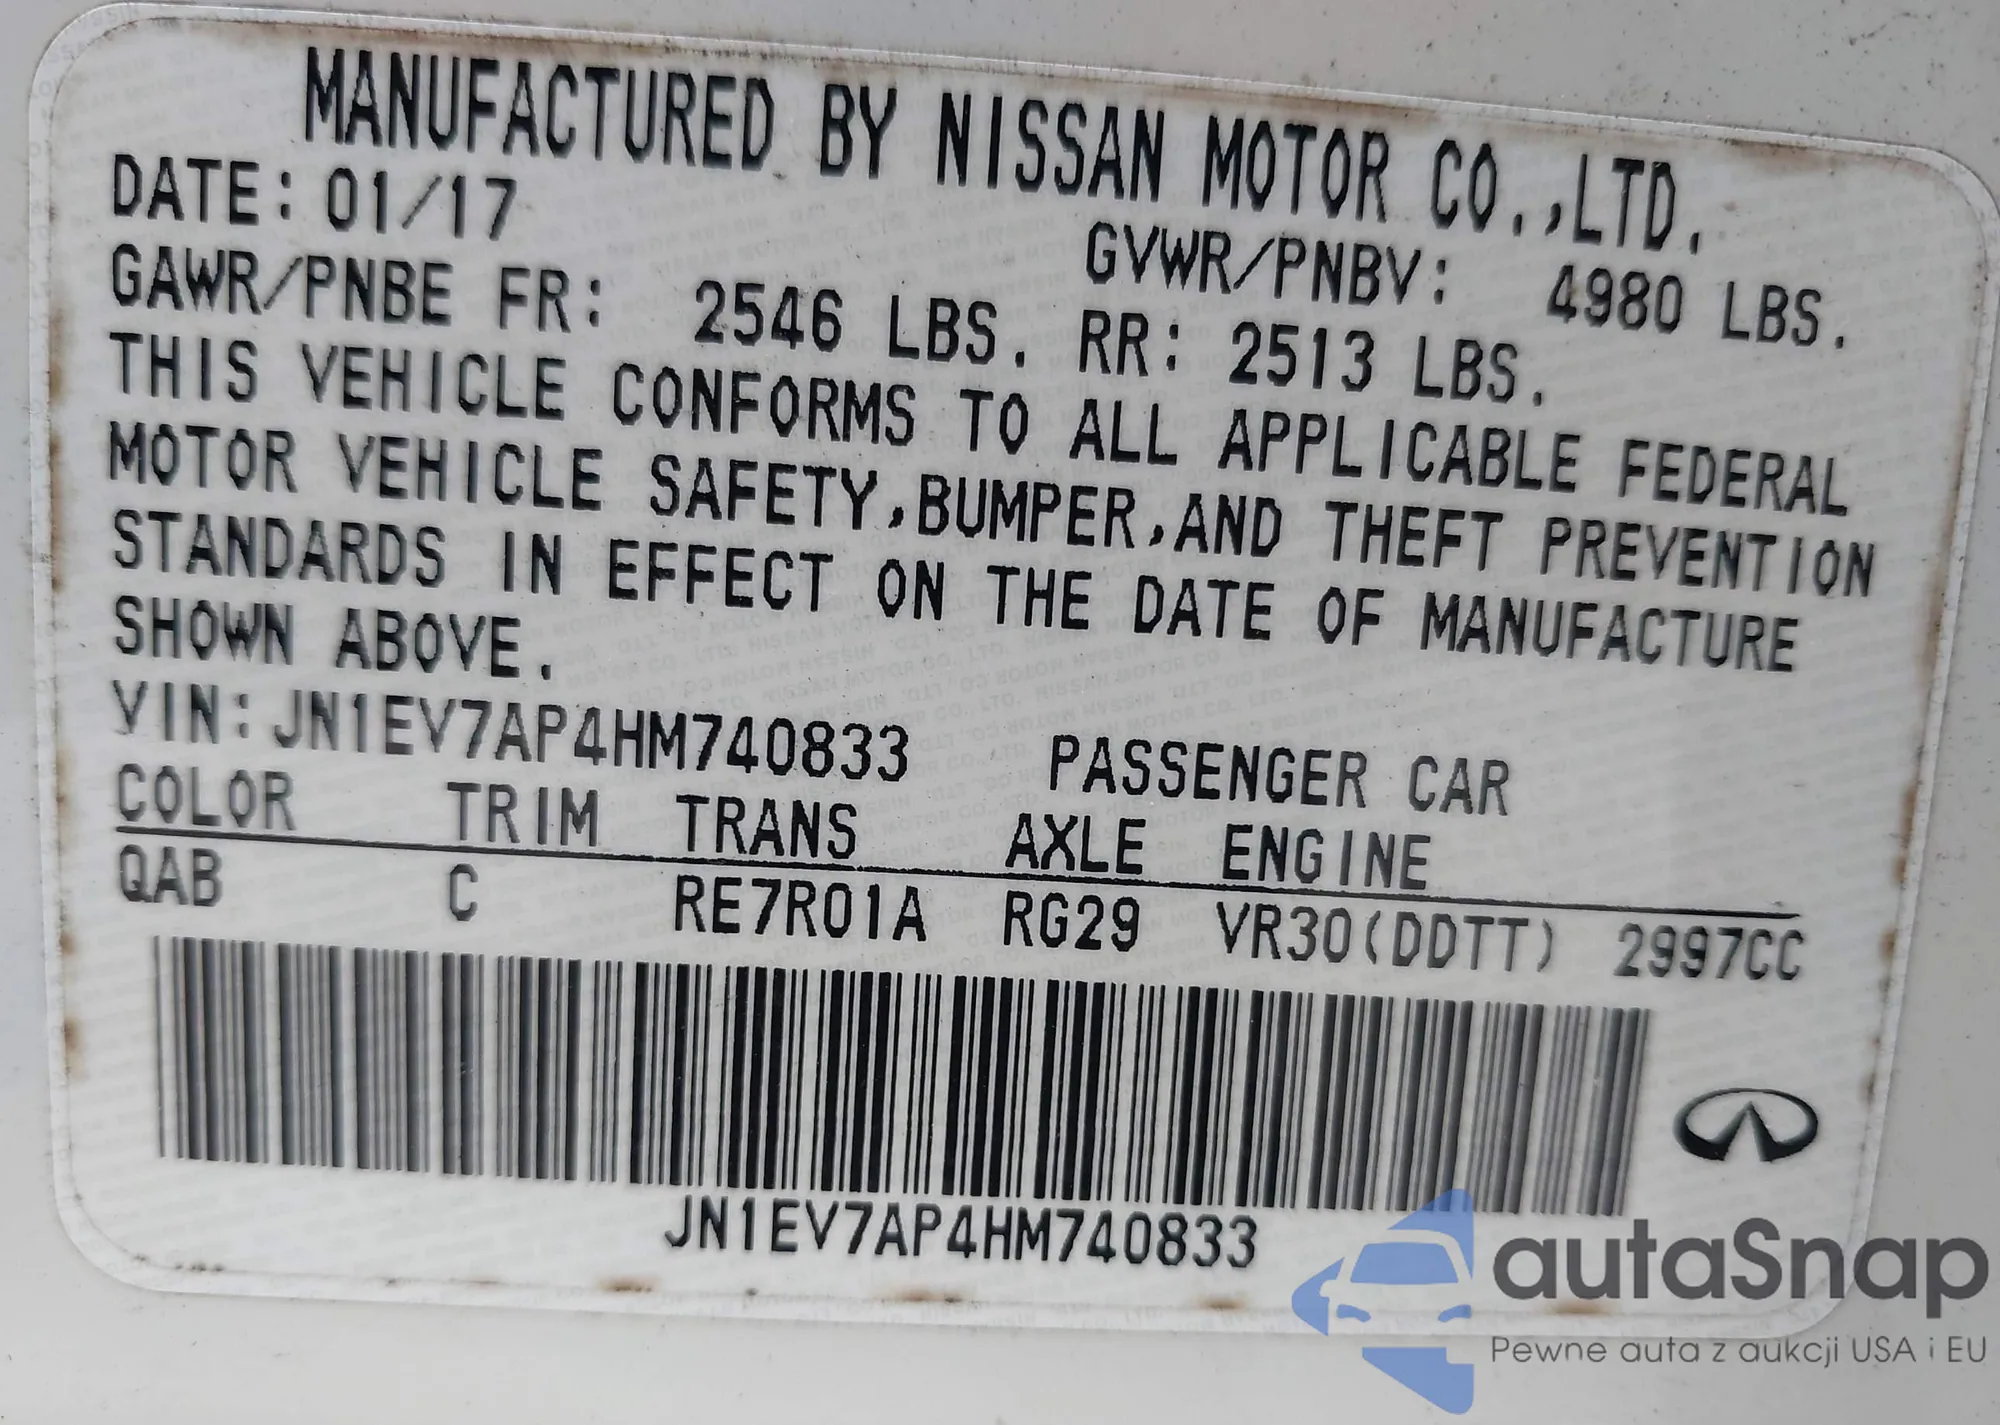 MANUFACTURED BY NISSAN MOTOR CO.,LTD.
DATE: 01/17 GVWR/PNBV: 4980 LBS.
GAWR/PNBE FR: 2546 LBS. RR: 2513 LBS.
THIS VEHICLE CONFORMS TO ALL APPLICABLE FEDERAL
MOTOR VEHICLE SAFETY,BUMPER,AND THEFT PREVENTION
STANDARDS IN EFFECT ON THE DATE OF MANUFACTURE
SHOWN ABOVE.
VIN:JN1EV7AP4HM740833 PASSENGER CAR
COLOR TRIM TRANS AXLE ENGINE
QAB C RE7R01A RG29 VR30(DDTT) 2997CC
JN1EV7AP4HM740833
autaSnap
Pewne auta z aukcji USA i EU